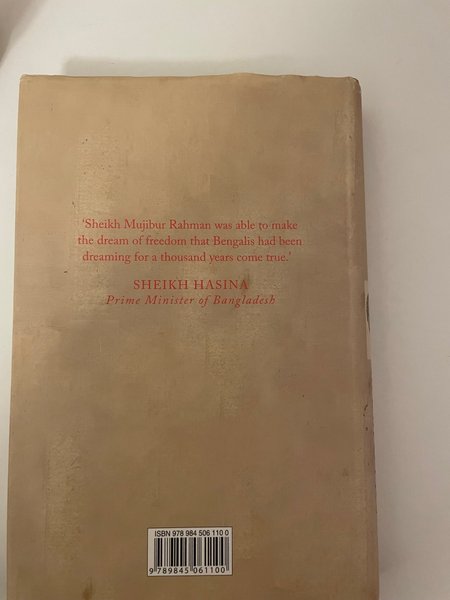 'Sheikh Mujibur Rahman was able to make
the dream of freedom that Bengalis had been
dreaming for a thousand years come true.'
SHEIKH HASINA
Prime Minister of Bangladesh
ISBN 978 984 506 110 0
9 789845 061100